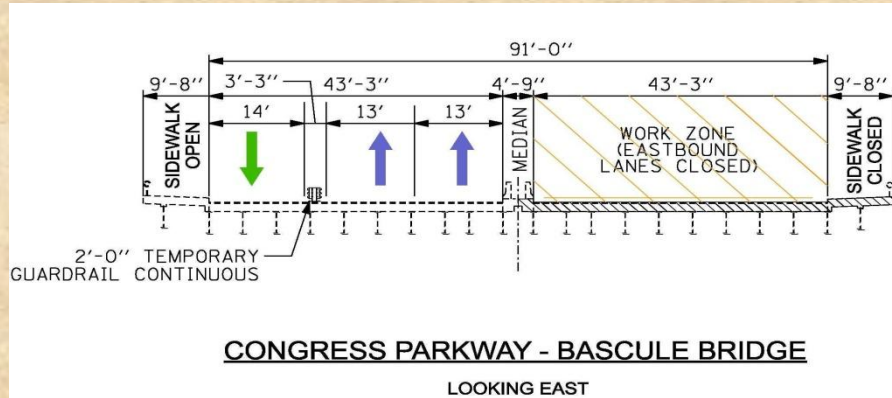 91'-0"
9'-8"
3'-3"
43'-3"
4'-9"
43'-3"
9'-8"
14'
13'
13'
SIDEWALK
OPEN
MEDIAN
WORK ZONE
(EASTBOUND
LANES CLOSED)
SIDEWALK
CLOSED
2'-0" TEMPORARY
GUARDRAIL CONTINUOUS
CONGRESS PARKWAY - BASCULE BRIDGE
LOOKING EAST